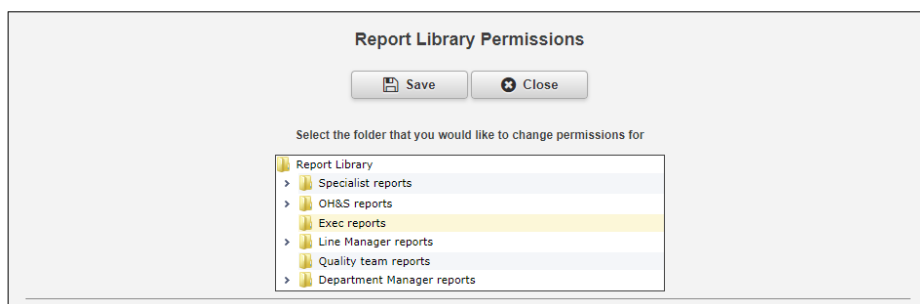 Report Library Permissions
Save Close
Select the folder that you would like to change permissions for
Report Library
Specialist reports
OH&S reports
Exec reports
Line Manager reports
Quality team reports
Department Manager reports